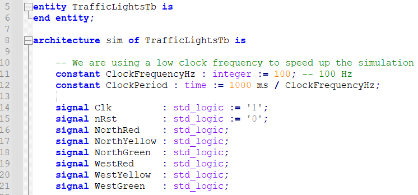 5 entity TrafficLightsTb is
6 end entity;
7
8 architecture sim of TrafficLightsTb is
9
10 -- We are using a low clock frequency to speed up the simulation
11 constant ClockFrequencyHz : integer := 100; -- 100 Hz
12 constant ClockPeriod : time := 1000 ms / ClockFrequencyHz;
13
14 signal Clk : std_logic := '1';
15 signal nRst : std_logic := '0';
16 signal NorthRed : std_logic;
17 signal NorthYellow : std_logic;
18 signal NorthGreen : std_logic;
19 signal WestRed : std_logic;
20 signal WestYellow : std_logic;
21 signal WestGreen : std_logic;